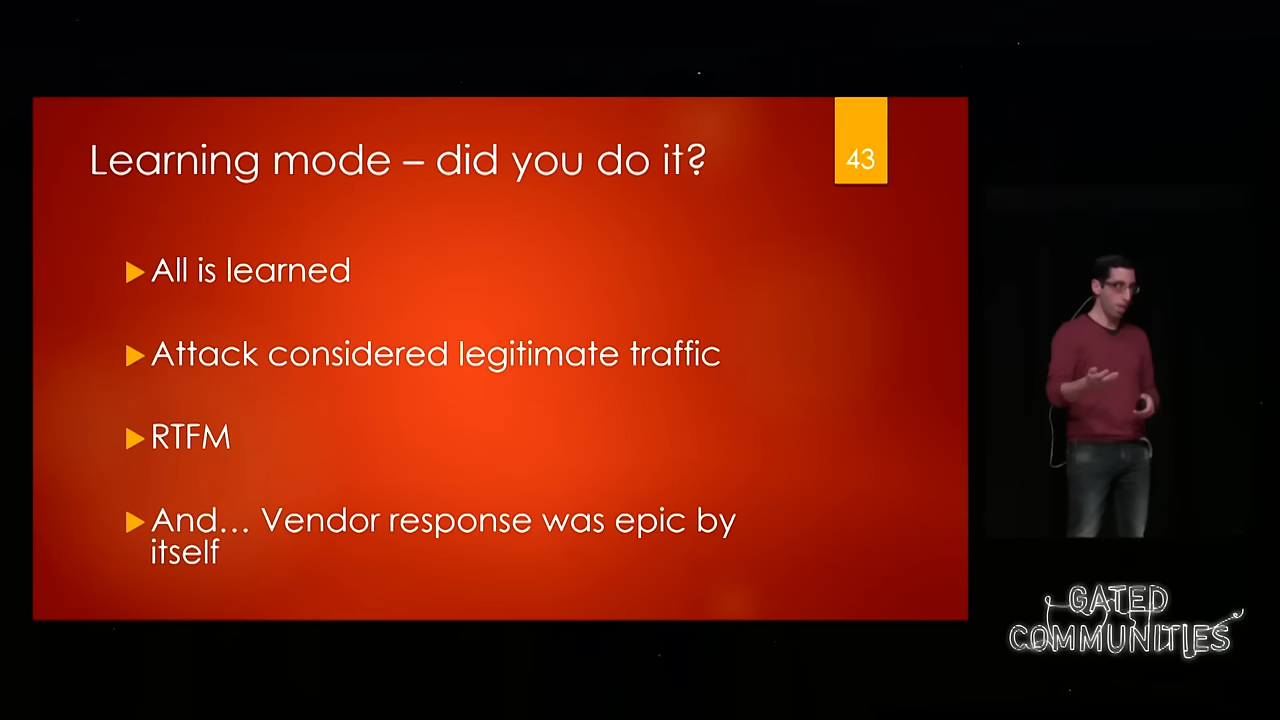 Learning mode – did you do it?
43
All is learned
Attack considered legitimate traffic
RTFM
And… Vendor response was epic by
itself
GATED
COMMUNITIES